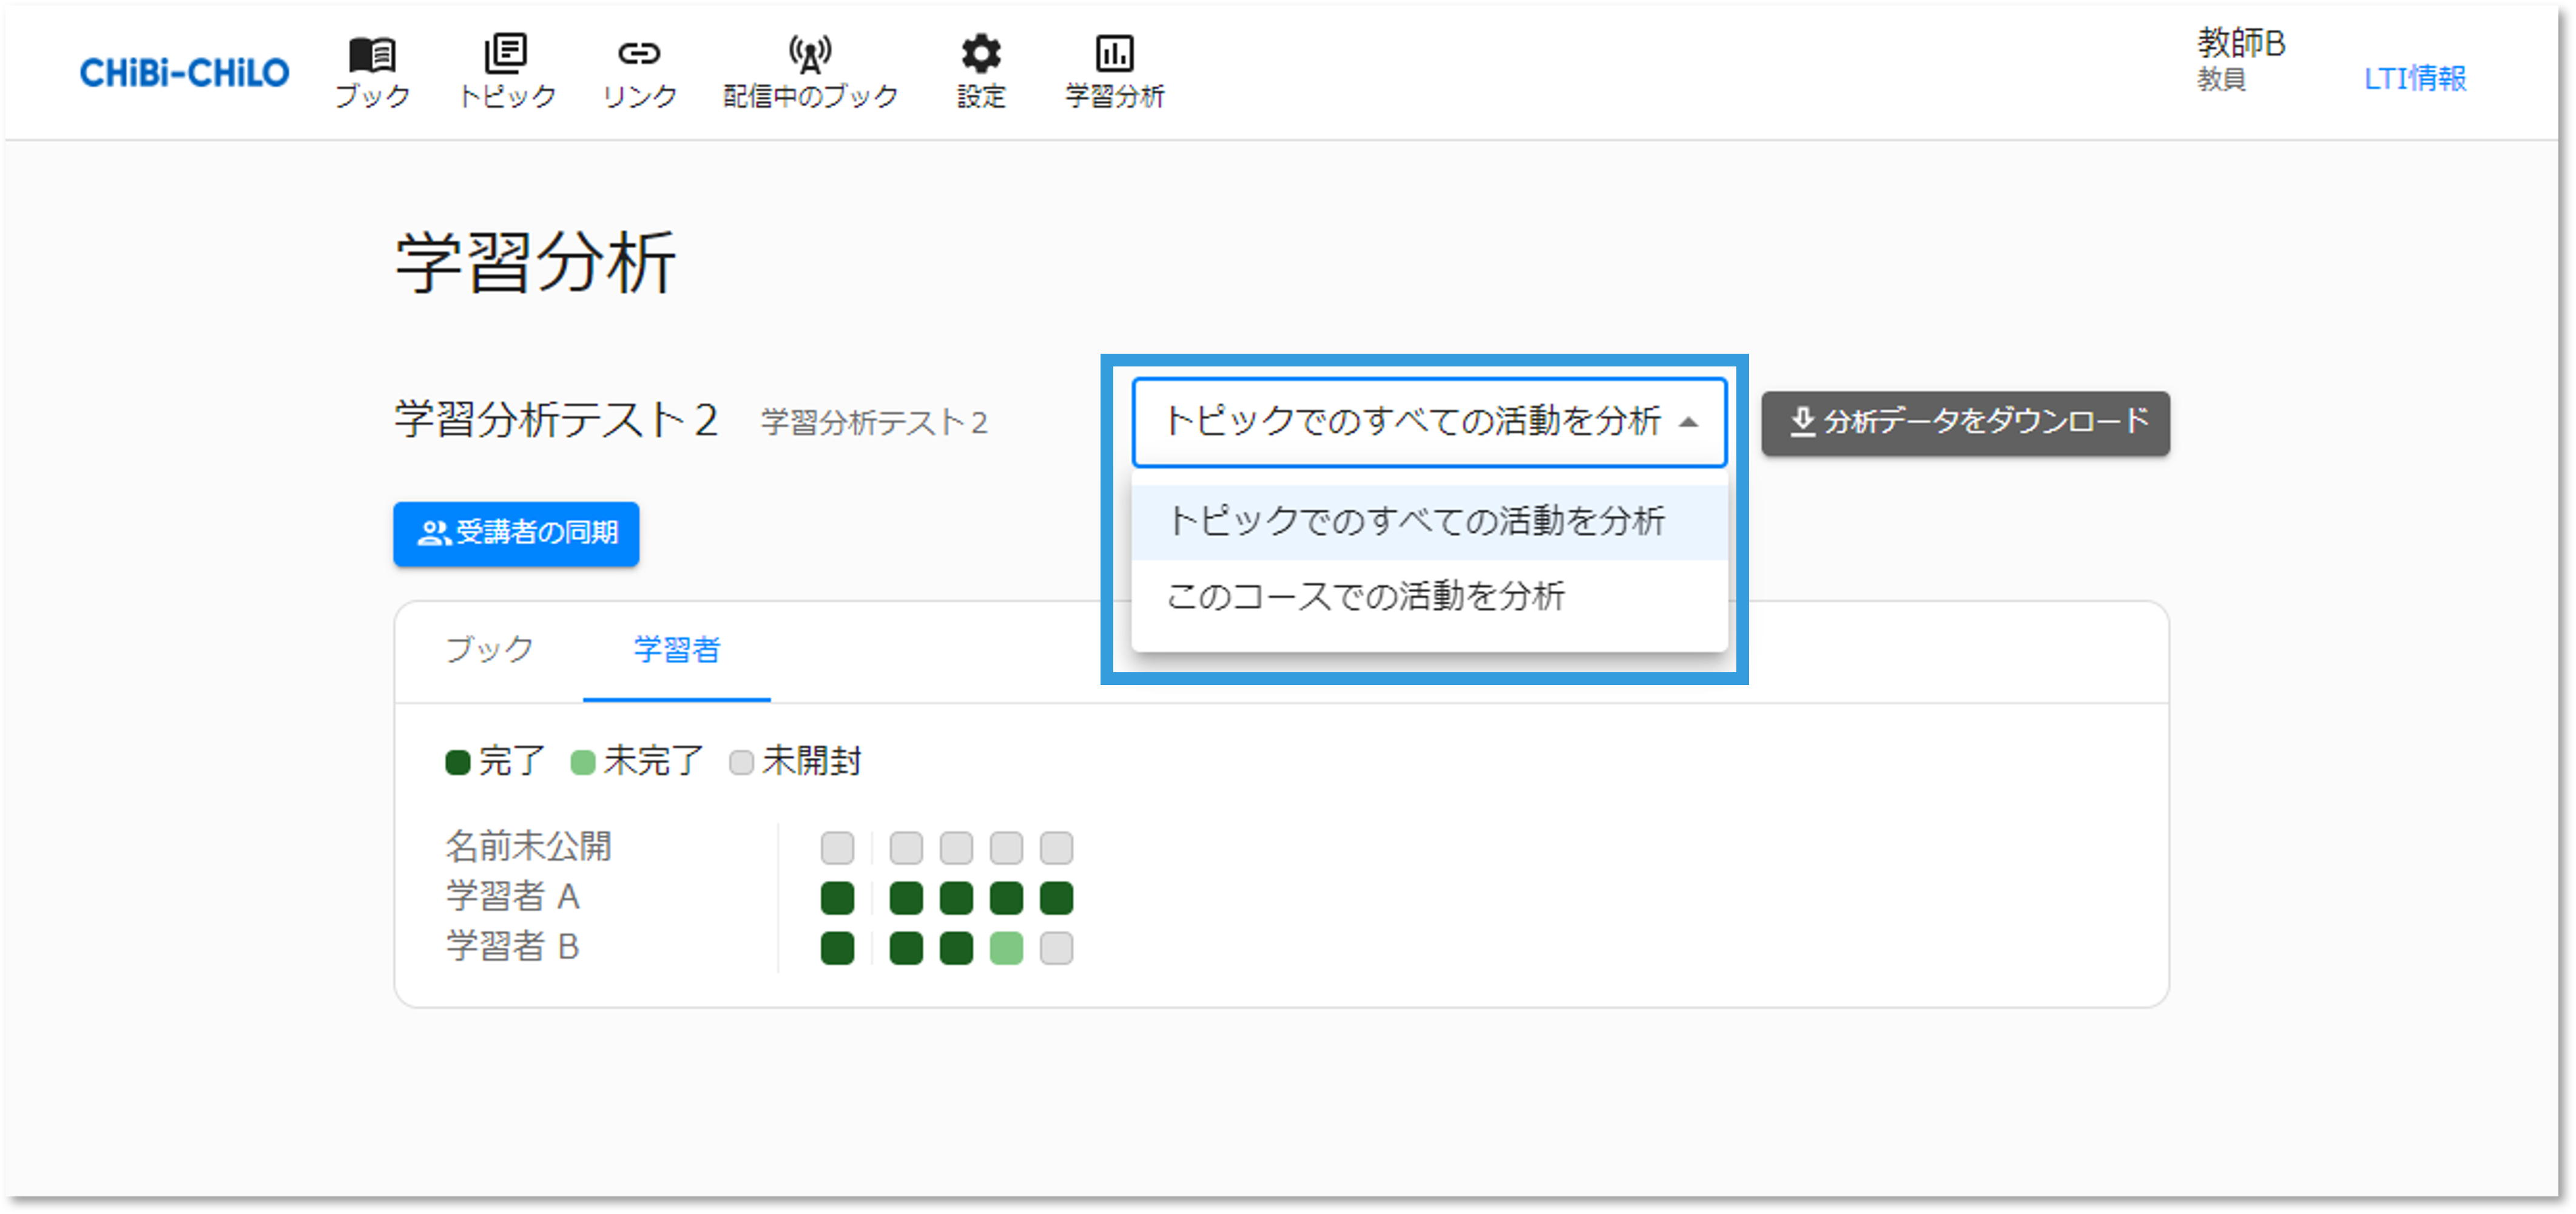 CHiBi-CHiLO
ブック
トピック
リンク
配信中のブック
設定
学習分析
教師B
教員
LTI情報
学習分析
学習分析テスト2 学習分析テスト2
トピックでのすべての活動を分析
分析データをダウンロード
トピックでのすべての活動を分析
このコースでの活動を分析
受講者の同期
ブック 学習者
完了 未完了 未開封
名前未公開
学習者 A
学習者 B